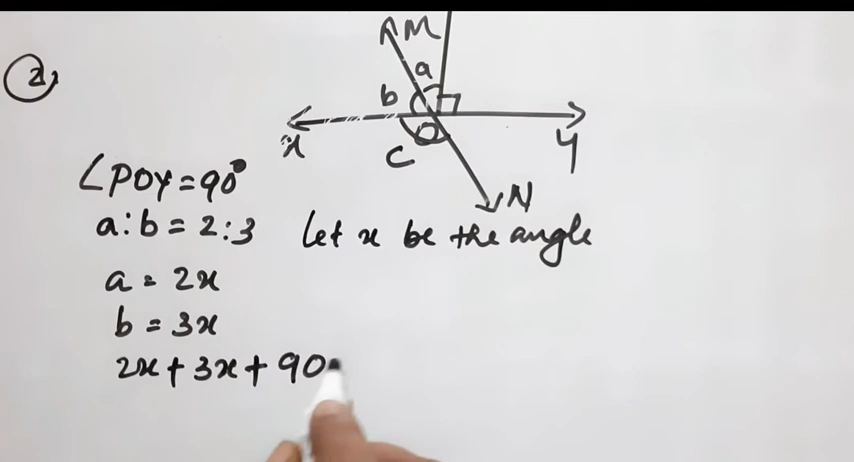 2,
M
a
b
x
O
y
c
N
∠POY=90°
a:b = 2:3 Let x be the angle
a = 2x
b = 3x
2x + 3x + 90